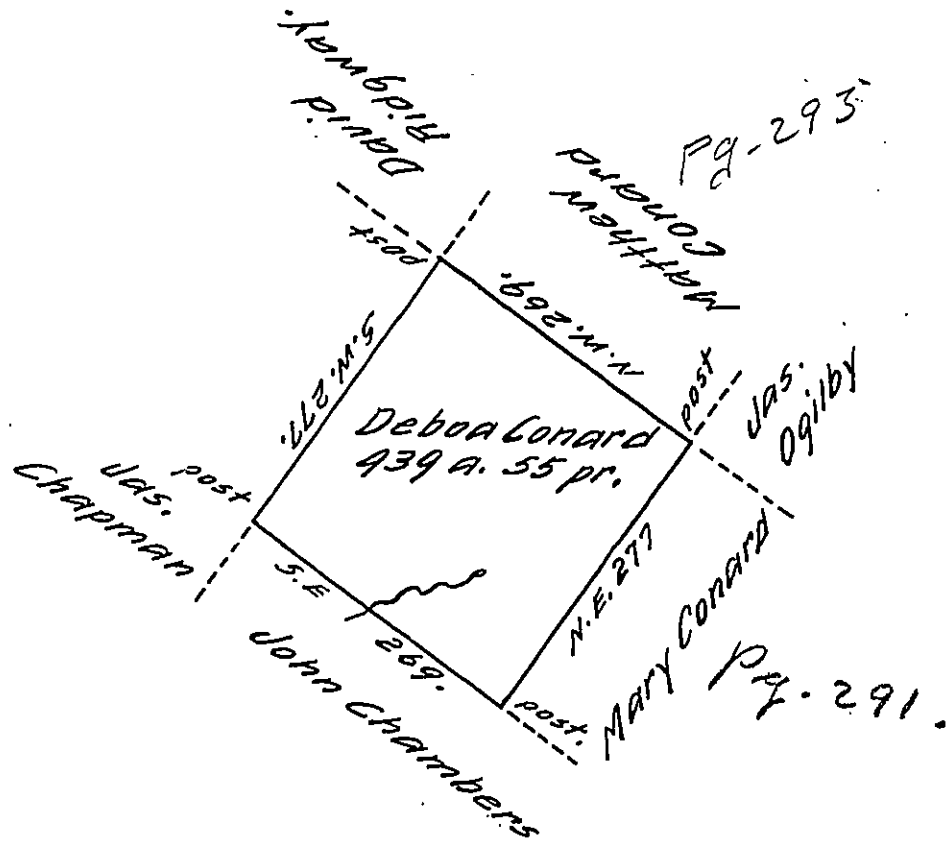 David
Ridgway.
Pg. 293
Matthew
Conard
post
N.W. 269.
S.W. 277.
post
Jas.
Ogilby
Deboa Conard
439 a. 55 pr.
Jas.
Chapman
post
S.E
269.
N.E. 277
Mary Conard
Pg. 291.
post.
John Chambers